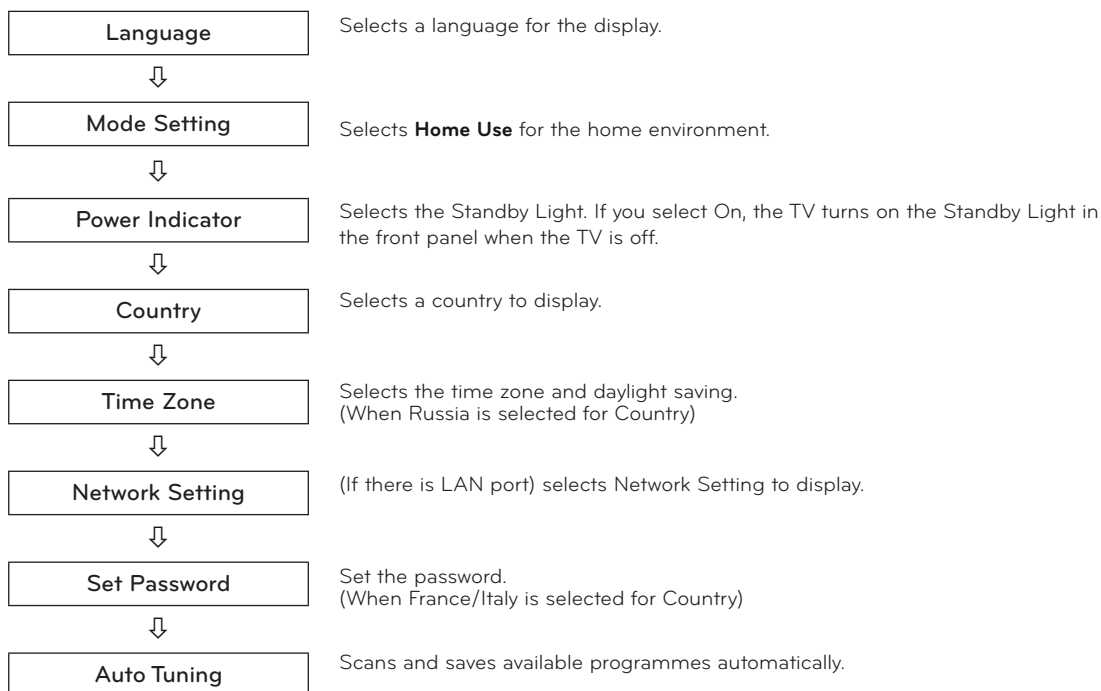 Language
Selects a language for the display.
Mode Setting
Selects Home Use for the home environment.
Power Indicator
Selects the Standby Light. If you select On, the TV turns on the Standby Light in
the front panel when the TV is off.
Country
Selects a country to display.
Time Zone
Selects the time zone and daylight saving.
(When Russia is selected for Country)
Network Setting
(If there is LAN port) selects Network Setting to display.
Set Password
Set the password.
(When France/Italy is selected for Country)
Auto Tuning
Scans and saves available programmes automatically.